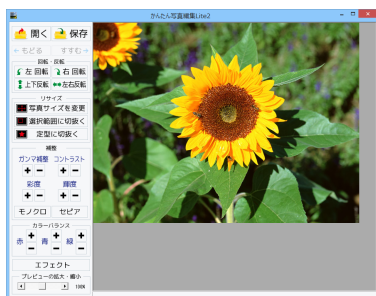 かんたん写真編集Lite2
開く 保存
←もどる すすむ→
回転・反転
左 回転 右 回転
上下反転 左右反転
リサイズ
写真サイズを変更
選択範囲に切抜く
定型に切抜く
補整
ガンマ補整 コントラスト
+ - + -
彩度 輝度
+ - + -
モノクロ セピア
カラーバランス
赤 + - 青 + - 緑 + -
エフェクト
プレビューの拡大・縮小
100%